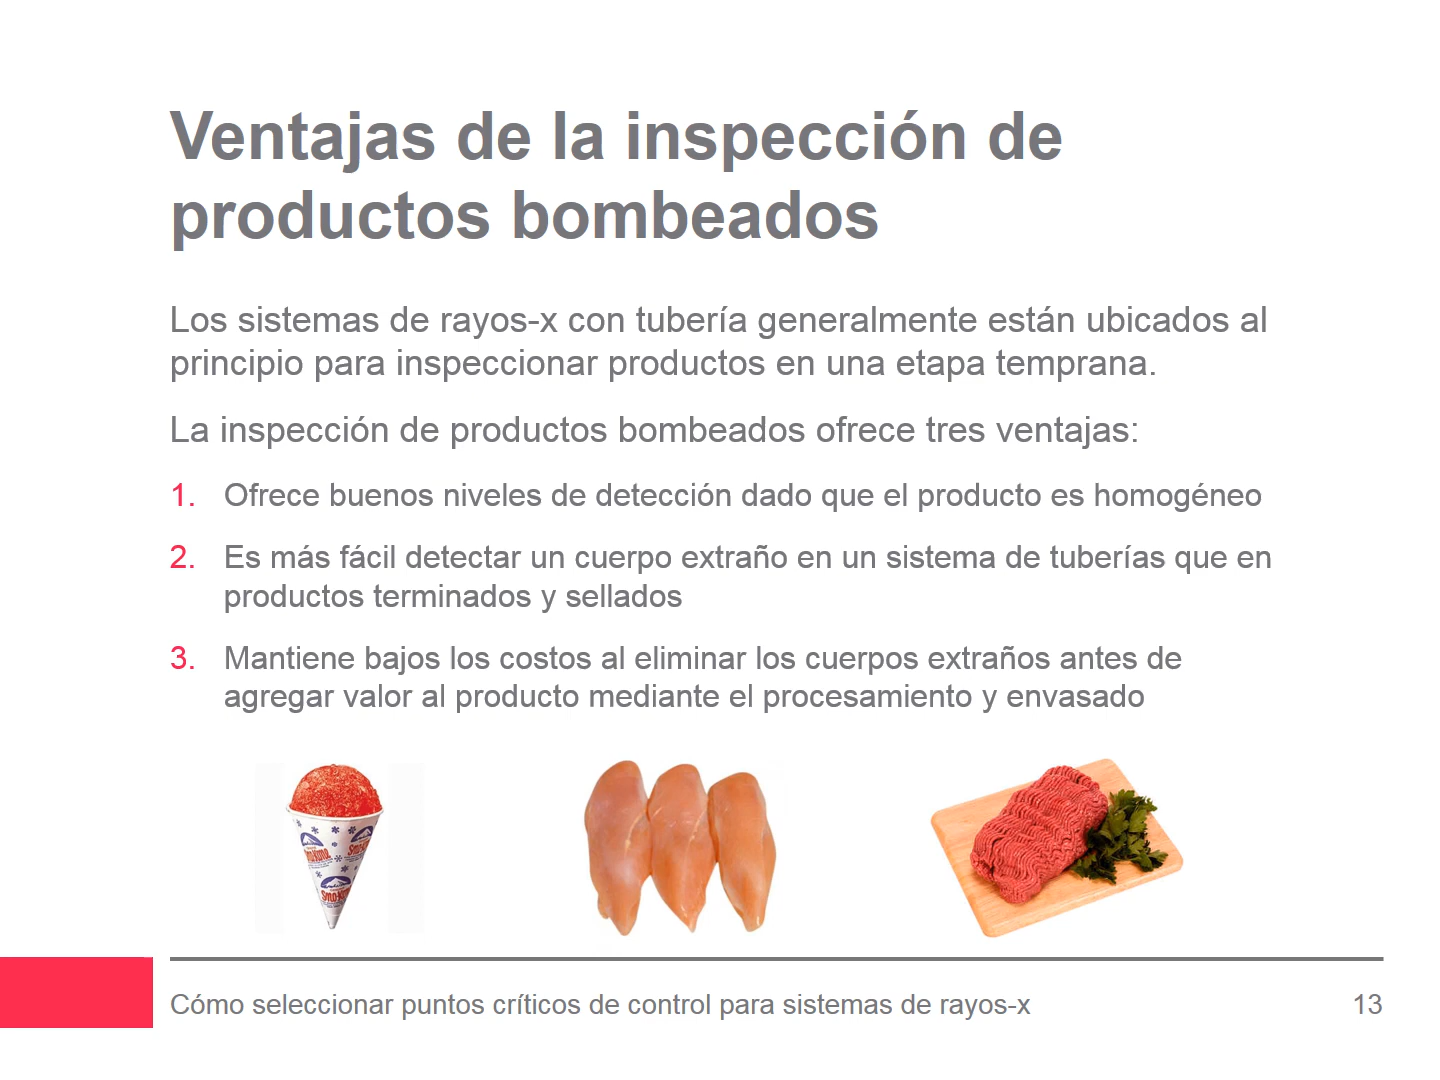 Ventajas de la inspección de
productos bombeados
Los sistemas de rayos-x con tubería generalmente están ubicados al
principio para inspeccionar productos en una etapa temprana.
La inspección de productos bombeados ofrece tres ventajas:
1. Ofrece buenos niveles de detección dado que el producto es homogéneo
2. Es más fácil detectar un cuerpo extraño en un sistema de tuberías que en
productos terminados y sellados
3. Mantiene bajos los costos al eliminar los cuerpos extraños antes de
agregar valor al producto mediante el procesamiento y envasado
Cómo seleccionar puntos críticos de control para sistemas de rayos-x 13